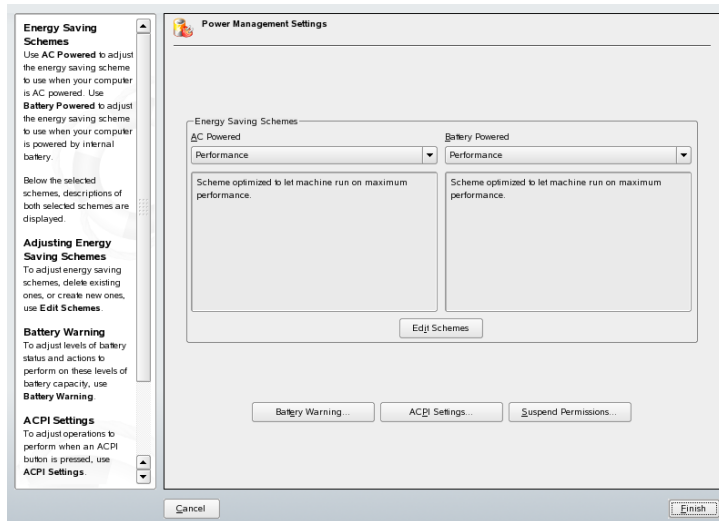 Energy Saving
Schemes
Use AC Powered to adjust
the energy saving scheme
to use when your computer
is AC powered. Use
Battery Powered to adjust
the energy saving scheme
to use when your computer
is powered by internal
battery.
Below the selected
schemes, descriptions of
both selected schemes are
displayed.
Adjusting Energy
Saving Schemes
To adjust energy saving
schemes, delete existing
ones, or create new ones,
use Edit Schemes.
Battery Warning
To adjust levels of battery
status and actions to
perform on these levels of
battery capacity, use
Battery Warning.
ACPI Settings
To adjust operations to
perform when an ACPI
button is pressed, use
ACPI Settings.
Power Management Settings
Energy Saving Schemes
AC Powered
Performance
Scheme optimized to let machine run on maximum
performance.
Battery Powered
Performance
Scheme optimized to let machine run on maximum
performance.
Edit Schemes
Battery Warning...
ACPI Settings...
Suspend Permissions...
Cancel
Finish